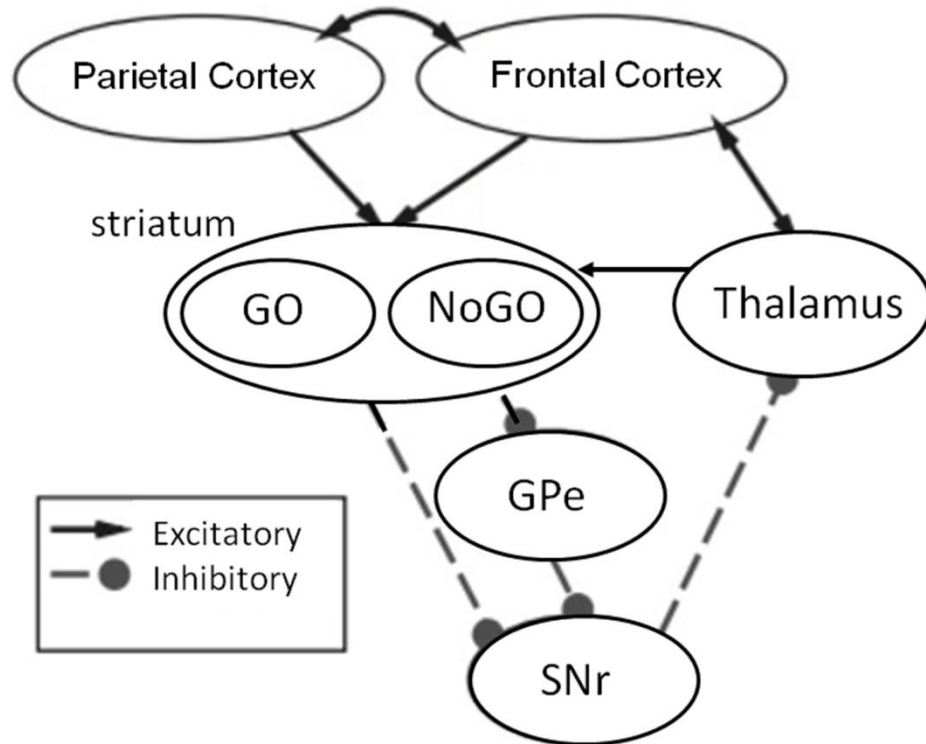 Parietal Cortex
Frontal Cortex
striatum
GO
NoGO
Thalamus
GPe
Excitatory
Inhibitory
SNr